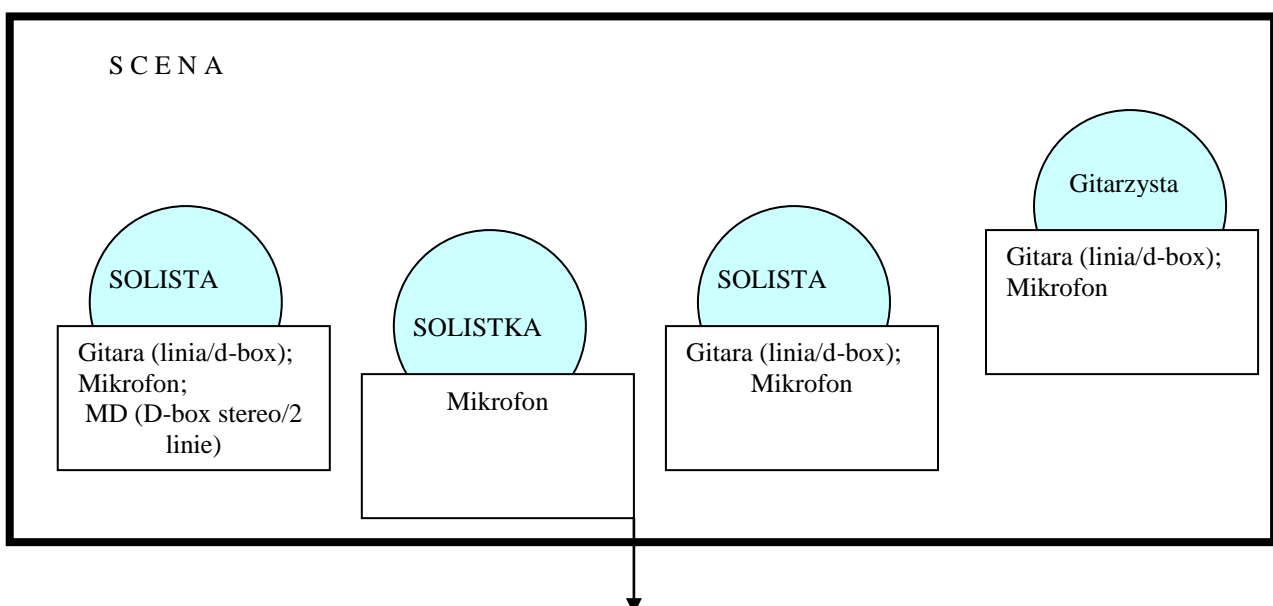 S C E N A
SOLISTA
Gitara (linia/d-box);
Mikrofon;
MD (D-box stereo/2
linie)
SOLISTKA
Mikrofon
SOLISTA
Gitara (linia/d-box);
Mikrofon
Gitarzysta
Gitara (linia/d-box);
Mikrofon